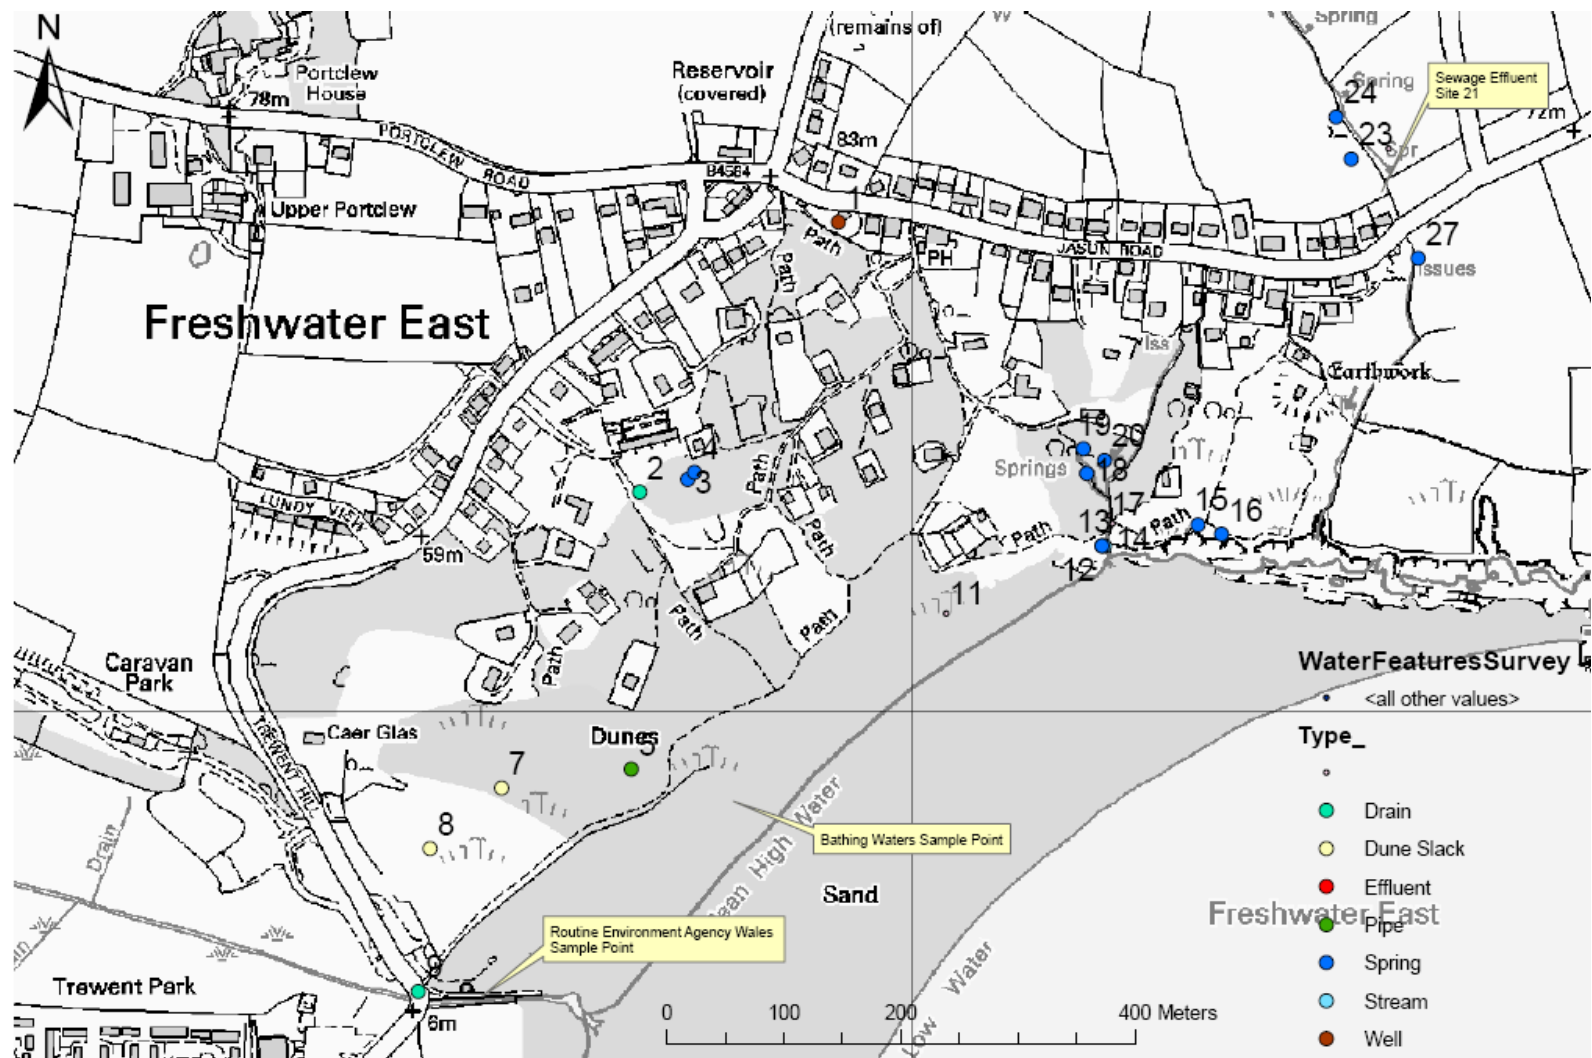 N
(remains of)
W
Spring
Portclew
House
78m
Reservoir
(covered)
83m
Spring
24
Sewage Effluent
Site 21
72m
23
Spr
PORTCLEW ROAD
B4584
Upper Portclew
1
Path
Path
PH
JASON ROAD
27
Issues
Freshwater East
Iss
Earthwork
19
20
Springs
18
4
2
3
Path
17
LUNDY VIEW
59m
Path
Path
13
14
Path
15
16
12
11
Path
Path
Path
Caravan
Park
WaterFeaturesSurvey
<all other values>
TREWENT HILL
Caer Glas
Dunes
5
Type_
7
8
Drain
Bathing Waters Sample Point
Mean High Water
Drain
Dune Slack
Effluent
Sand
Freshwater East
Pipe
Routine Environment Agency Wales
Sample Point
Spring
Low Water
Trewent Park
Stream
6m
0 100 200 400 Meters
Well